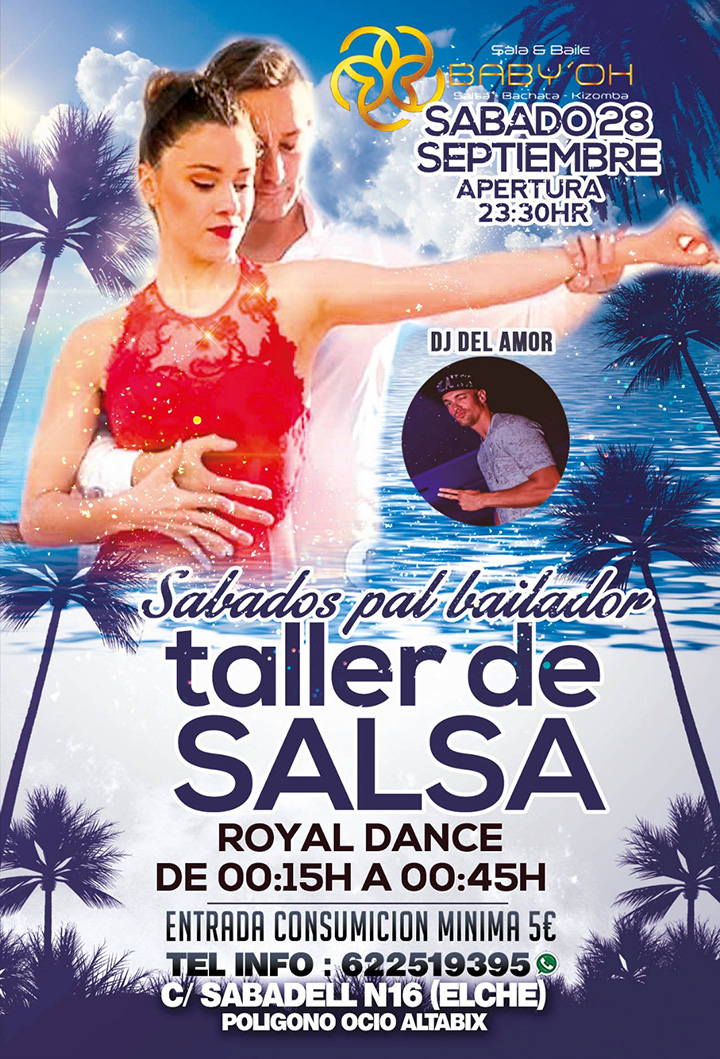 Sala & Baile
BABY'OH
Salsa - Bachata - Kizomba
SABADO 28
SEPTIEMBRE
APERTURA
23:30HR
DJ DEL AMOR
Sabados pal bailador
taller de
SALSA
ROYAL DANCE
DE 00:15H A 00:45H
ENTRADA CONSUMICION MINIMA 5€
TEL INFO : 622519395
C/ SABADELL N16 (ELCHE)
POLIGONO OCIO ALTABIX